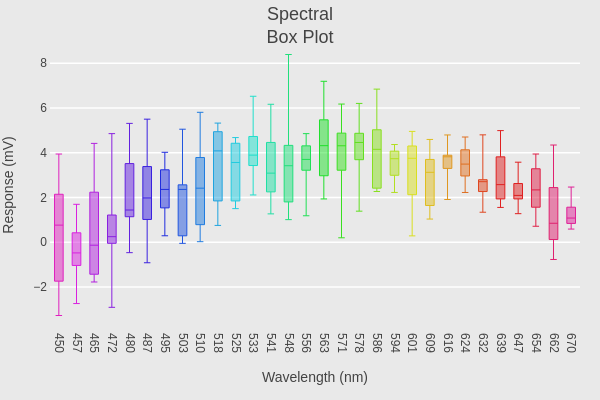 Spectral
Box Plot
Response (mV)
8
6
4
2
0
−2
450 457 465 472 480 487 495 503 510 518 525 533 541 548 556 563 571 578 586 594 601 609 616 624 632 639 647 654 662 670
Wavelength (nm)